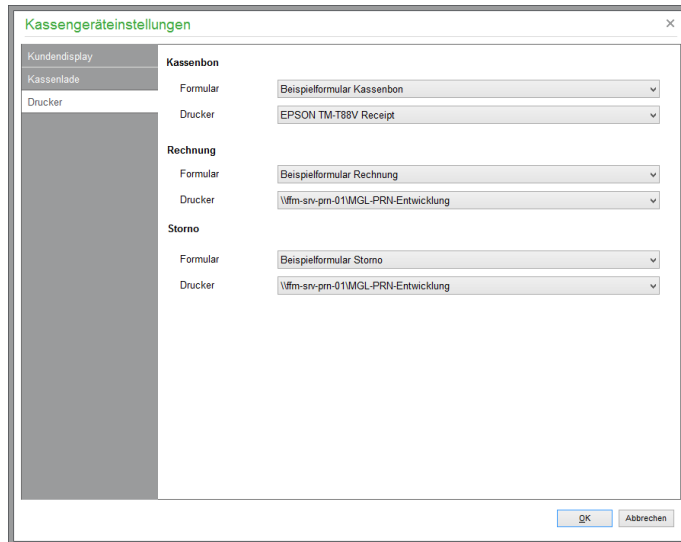 Kassengeräteinstellungen
Kundendisplay
Kassenlade
Drucker
Kassenbon
Formular Beispielformular Kassenbon
Drucker EPSON TM-T88V Receipt
Rechnung
Formular Beispielformular Rechnung
Drucker \\ffm-srv-prn-01\MGL-PRN-Entwicklung
Storno
Formular Beispielformular Storno
Drucker \\ffm-srv-prn-01\MGL-PRN-Entwicklung
OK Abbrechen